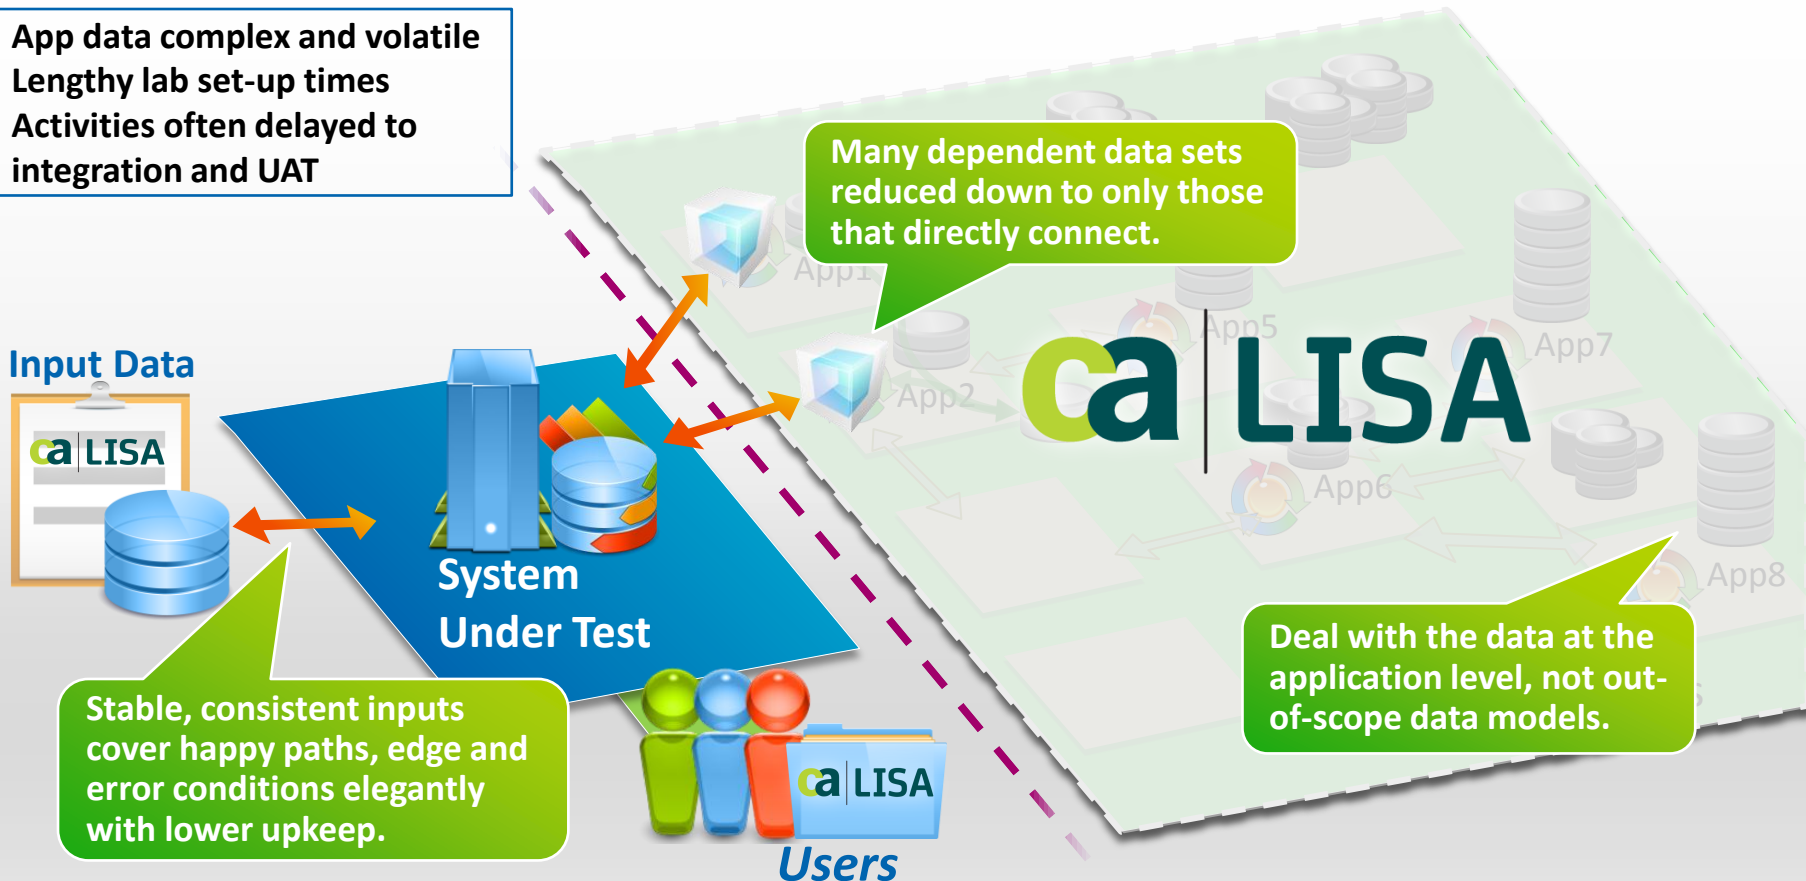 App data complex and volatile
Lengthy lab set-up times
Activities often delayed to
integration and UAT
Many dependent data sets
reduced down to only those
that directly connect.
App1
App5
App7
App2
ca LISA
App6
App8
Input Data
ca LISA
System
Under Test
Deal with the data at the
application level, not out-
of-scope data models.
Stable, consistent inputs
cover happy paths, edge and
error conditions elegantly
with lower upkeep.
ca LISA
Users